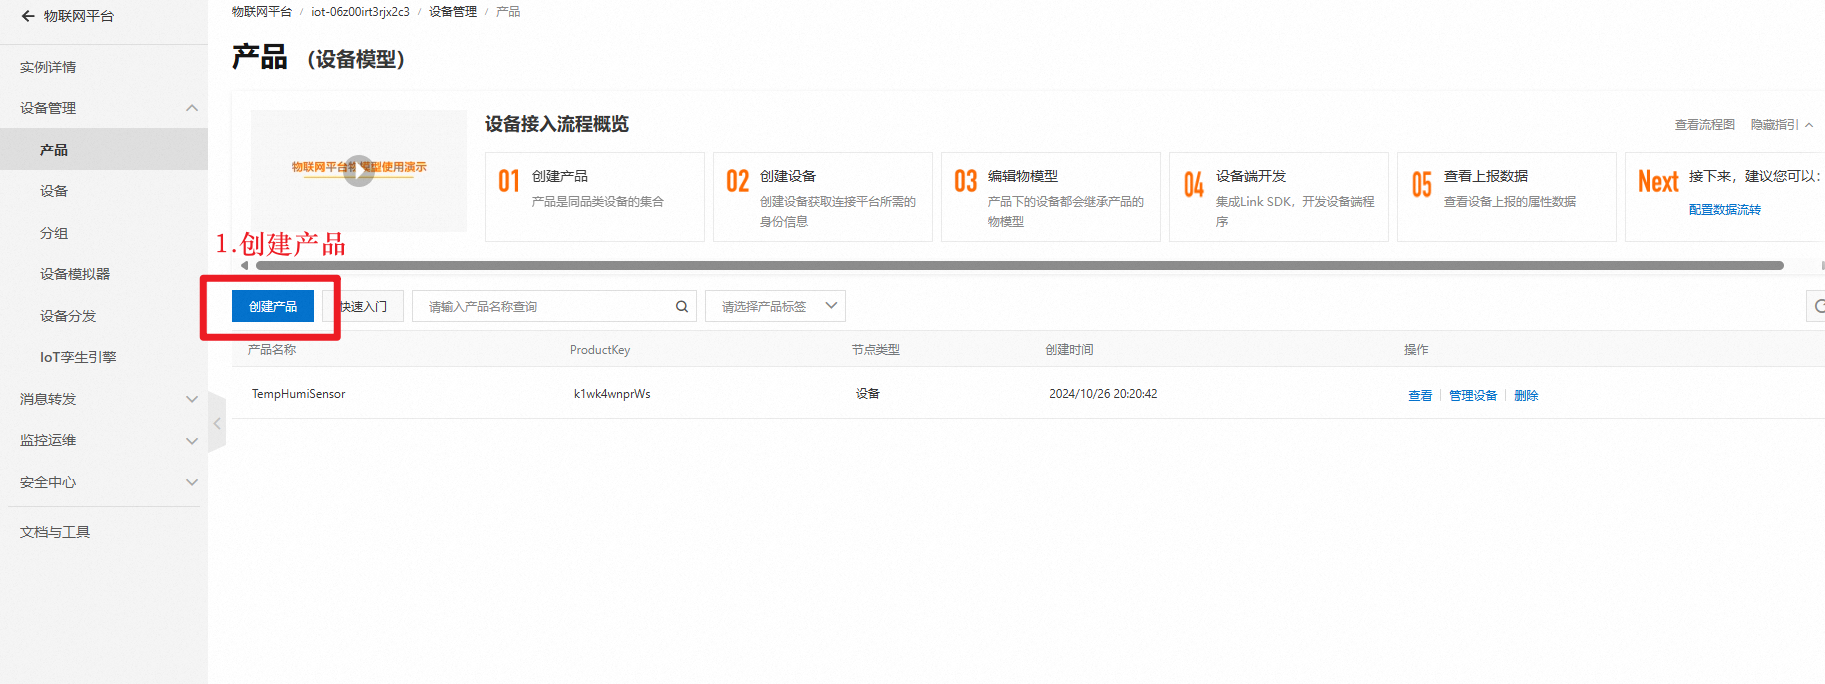 物联网平台
物联网平台 / iot-06z00irt3rjx2c3 / 设备管理 / 产品
产品 （设备模型）
实例详情
设备管理
产品
设备
分组
设备模拟器
设备分发
IoT孪生引擎
消息转发
监控运维
安全中心
文档与工具
物联网平台物模型使用演示
设备接入流程概览
查看流程图 隐藏指引
01 创建产品
产品是同品类设备的集合
02 创建设备
创建设备获取连接平台所需的
身份信息
03 编辑物模型
产品下的设备都会继承产品的
物模型
04 设备端开发
集成Link SDK，开发设备端程
序
05 查看上报数据
查看设备上报的属性数据
Next 接下来，建议您可以：
配置数据流转
1.创建产品
创建产品 快速入门 请输入产品名称查询 请选择产品标签
产品名称 ProductKey 节点类型 创建时间 操作
TempHumiSensor k1wk4wnprWs 设备 2024/10/26 20:20:42 查看 管理设备 删除